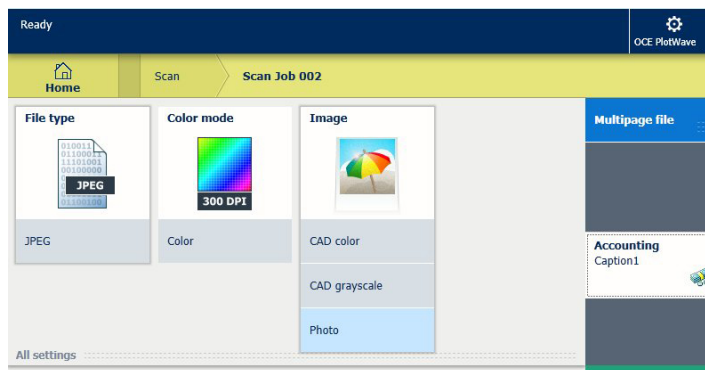 Ready
OCE PlotWave
Home
Scan
Scan Job 002
File type
Color mode
Image
Multipage file
JPEG
300 DPI
JPEG
Color
CAD color
Accounting
Caption1
CAD grayscale
Photo
All settings